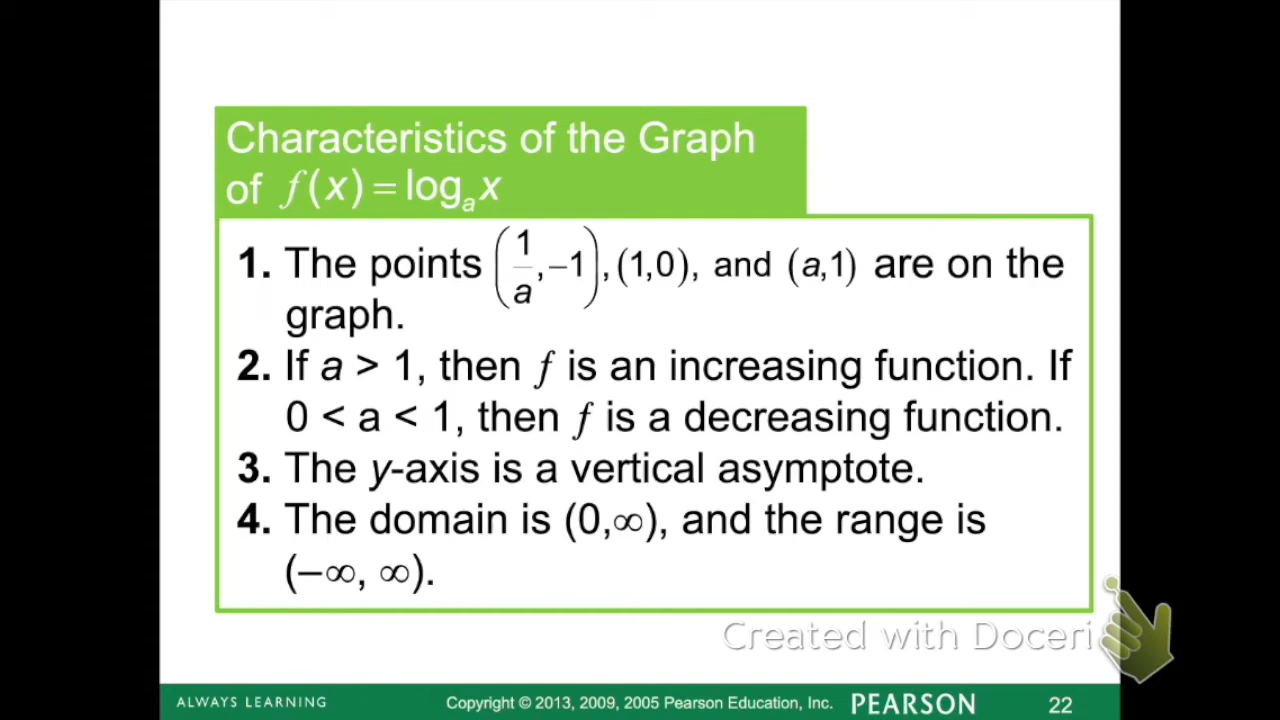 Characteristics of the Graph
of f(x) = logₐx
1. The points (1/a, –1), (1,0), and (a,1) are on the
graph.
2. If a > 1, then f is an increasing function. If
0 < a < 1, then f is a decreasing function.
3. The y-axis is a vertical asymptote.
4. The domain is (0,∞), and the range is
(–∞, ∞).
Created with Doceri
ALWAYS LEARNING Copyright © 2013, 2009, 2005 Pearson Education, Inc. PEARSON 22